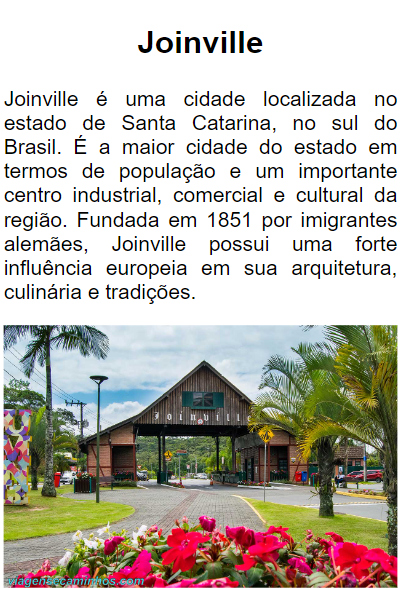 Joinville
Joinville é uma cidade localizada no
estado de Santa Catarina, no sul do
Brasil. É a maior cidade do estado em
termos de população e um importante
centro industrial, comercial e cultural da
região. Fundada em 1851 por imigrantes
alemães, Joinville possui uma forte
influência europeia em sua arquitetura,
culinária e tradições.
Joinville
viagensecaminhos.com